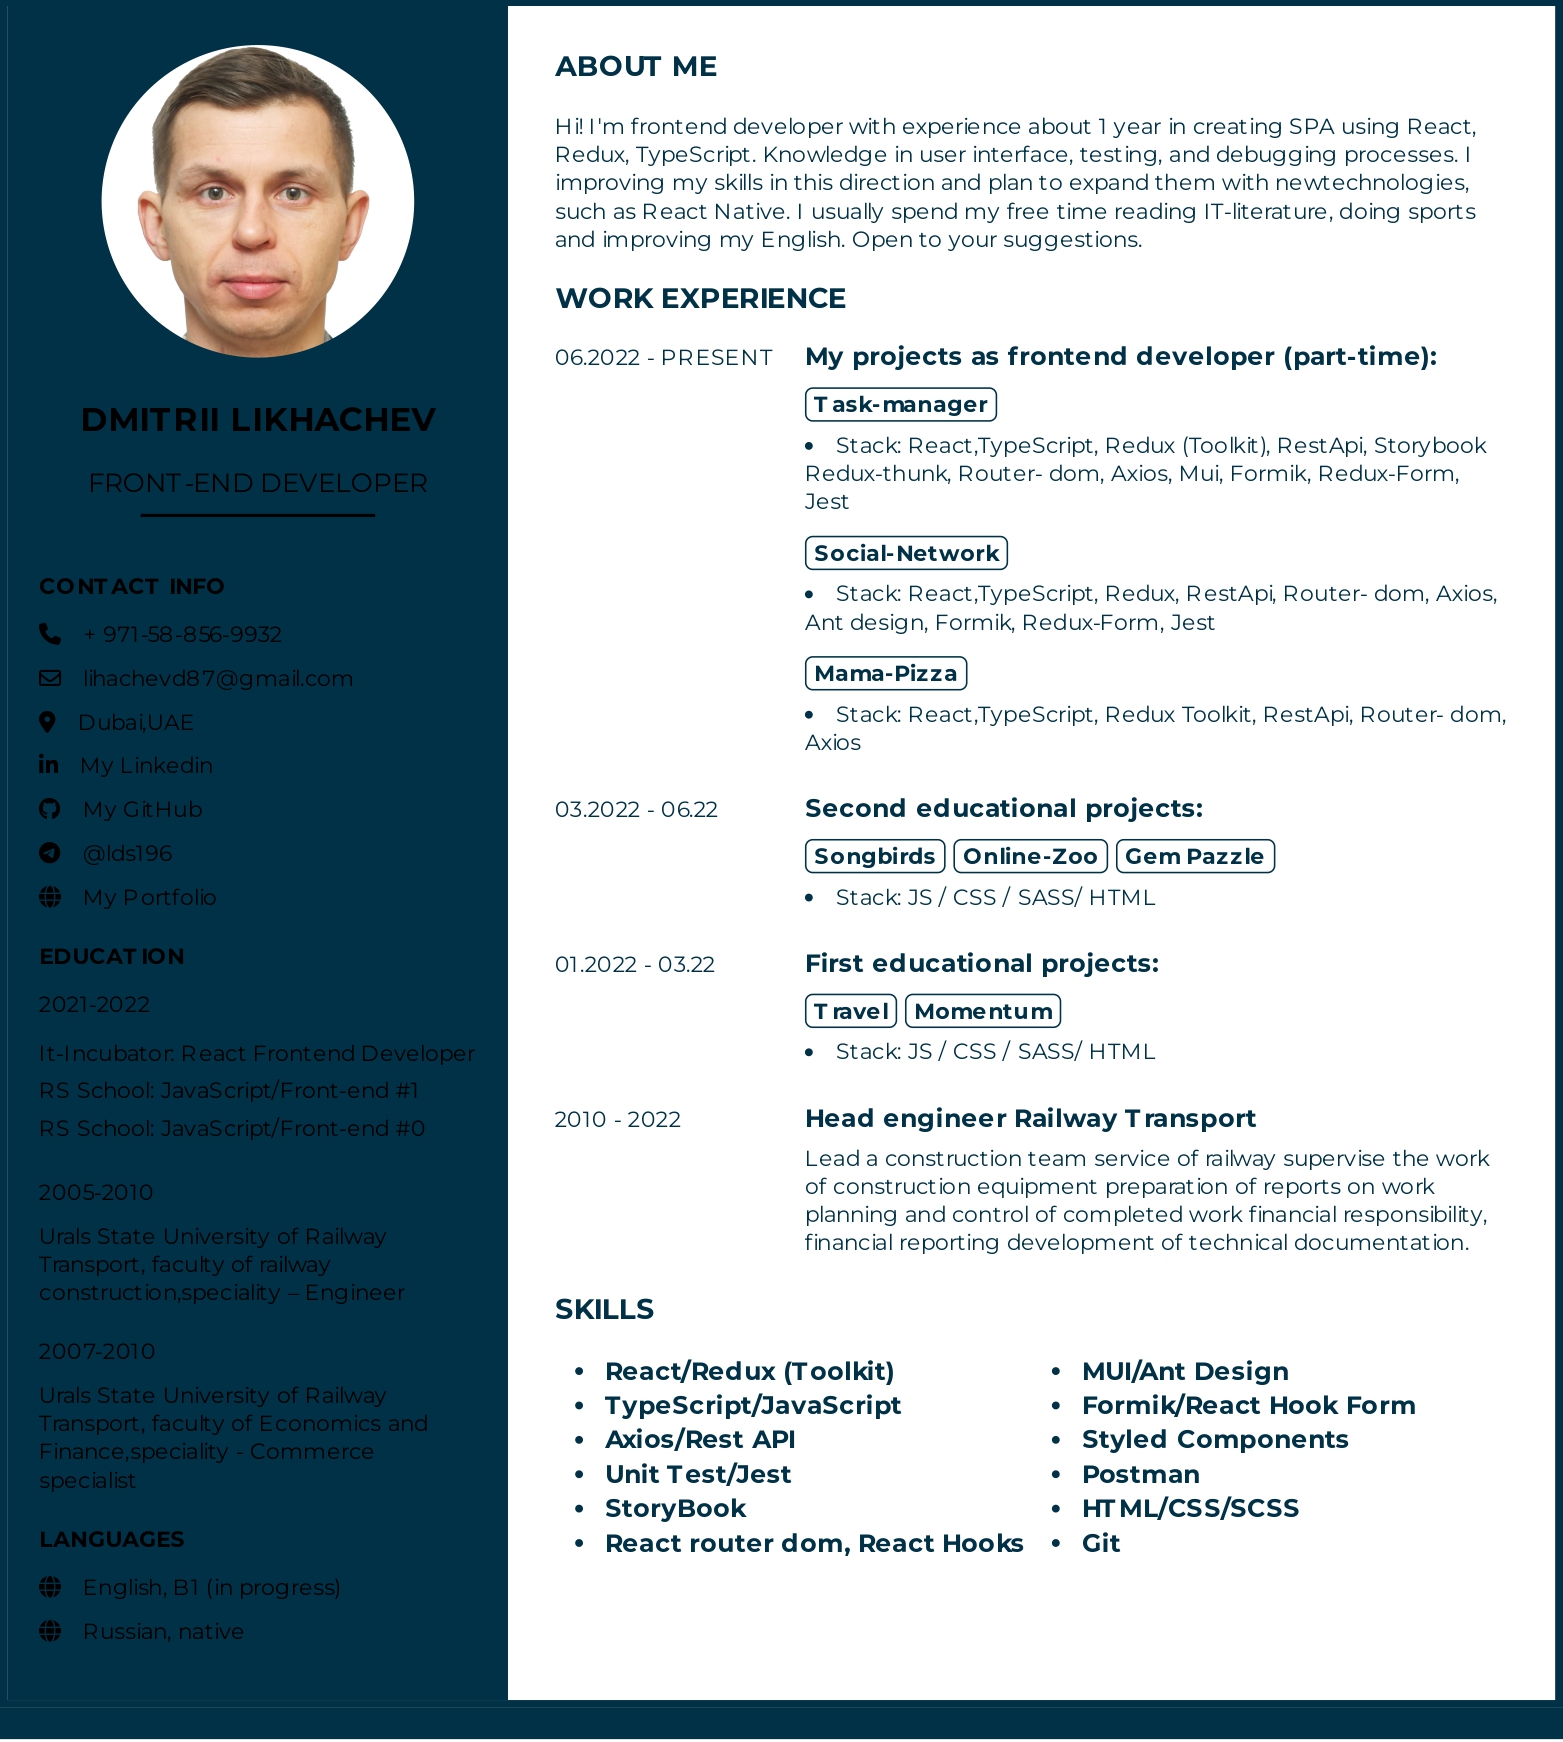 DMITRII LIKHACHEV
FRONT-END DEVELOPER
CONTACT INFO
+ 971-58-856-9932
lihachevd87@gmail.com
Dubai,UAE
My Linkedin
My GitHub
@lds196
My Portfolio
EDUCATION
2021-2022
It-Incubator: React Frontend Developer
RS School: JavaScript/Front-end #1
RS School: JavaScript/Front-end #0
2005-2010
Urals State University of Railway
Transport, faculty of railway
construction,speciality – Engineer
2007-2010
Urals State University of Railway
Transport, faculty of Economics and
Finance,speciality - Commerce
specialist
LANGUAGES
English, B1 (in progress)
Russian, native
ABOUT ME
Hi! I'm frontend developer with experience about 1 year in creating SPA using React,
Redux, TypeScript. Knowledge in user interface, testing, and debugging processes. I
improving my skills in this direction and plan to expand them with newtechnologies,
such as React Native. I usually spend my free time reading IT-literature, doing sports
and improving my English. Open to your suggestions.
WORK EXPERIENCE
06.2022 - PRESENT
My projects as frontend developer (part-time):
Task-manager
• Stack: React,TypeScript, Redux (Toolkit), RestApi, Storybook
Redux-thunk, Router- dom, Axios, Mui, Formik, Redux-Form,
Jest
Social-Network
• Stack: React,TypeScript, Redux, RestApi, Router- dom, Axios,
Ant design, Formik, Redux-Form, Jest
Mama-Pizza
• Stack: React,TypeScript, Redux Toolkit, RestApi, Router- dom,
Axios
03.2022 - 06.22
Second educational projects:
Songbirds Online-Zoo Gem Pazzle
• Stack: JS / CSS / SASS/ HTML
01.2022 - 03.22
First educational projects:
Travel Momentum
• Stack: JS / CSS / SASS/ HTML
2010 - 2022
Head engineer Railway Transport
Lead a construction team service of railway supervise the work
of construction equipment preparation of reports on work
planning and control of completed work financial responsibility,
financial reporting development of technical documentation.
SKILLS
• React/Redux (Toolkit)
• TypeScript/JavaScript
• Axios/Rest API
• Unit Test/Jest
• StoryBook
• React router dom, React Hooks
• MUI/Ant Design
• Formik/React Hook Form
• Styled Components
• Postman
• HTML/CSS/SCSS
• Git